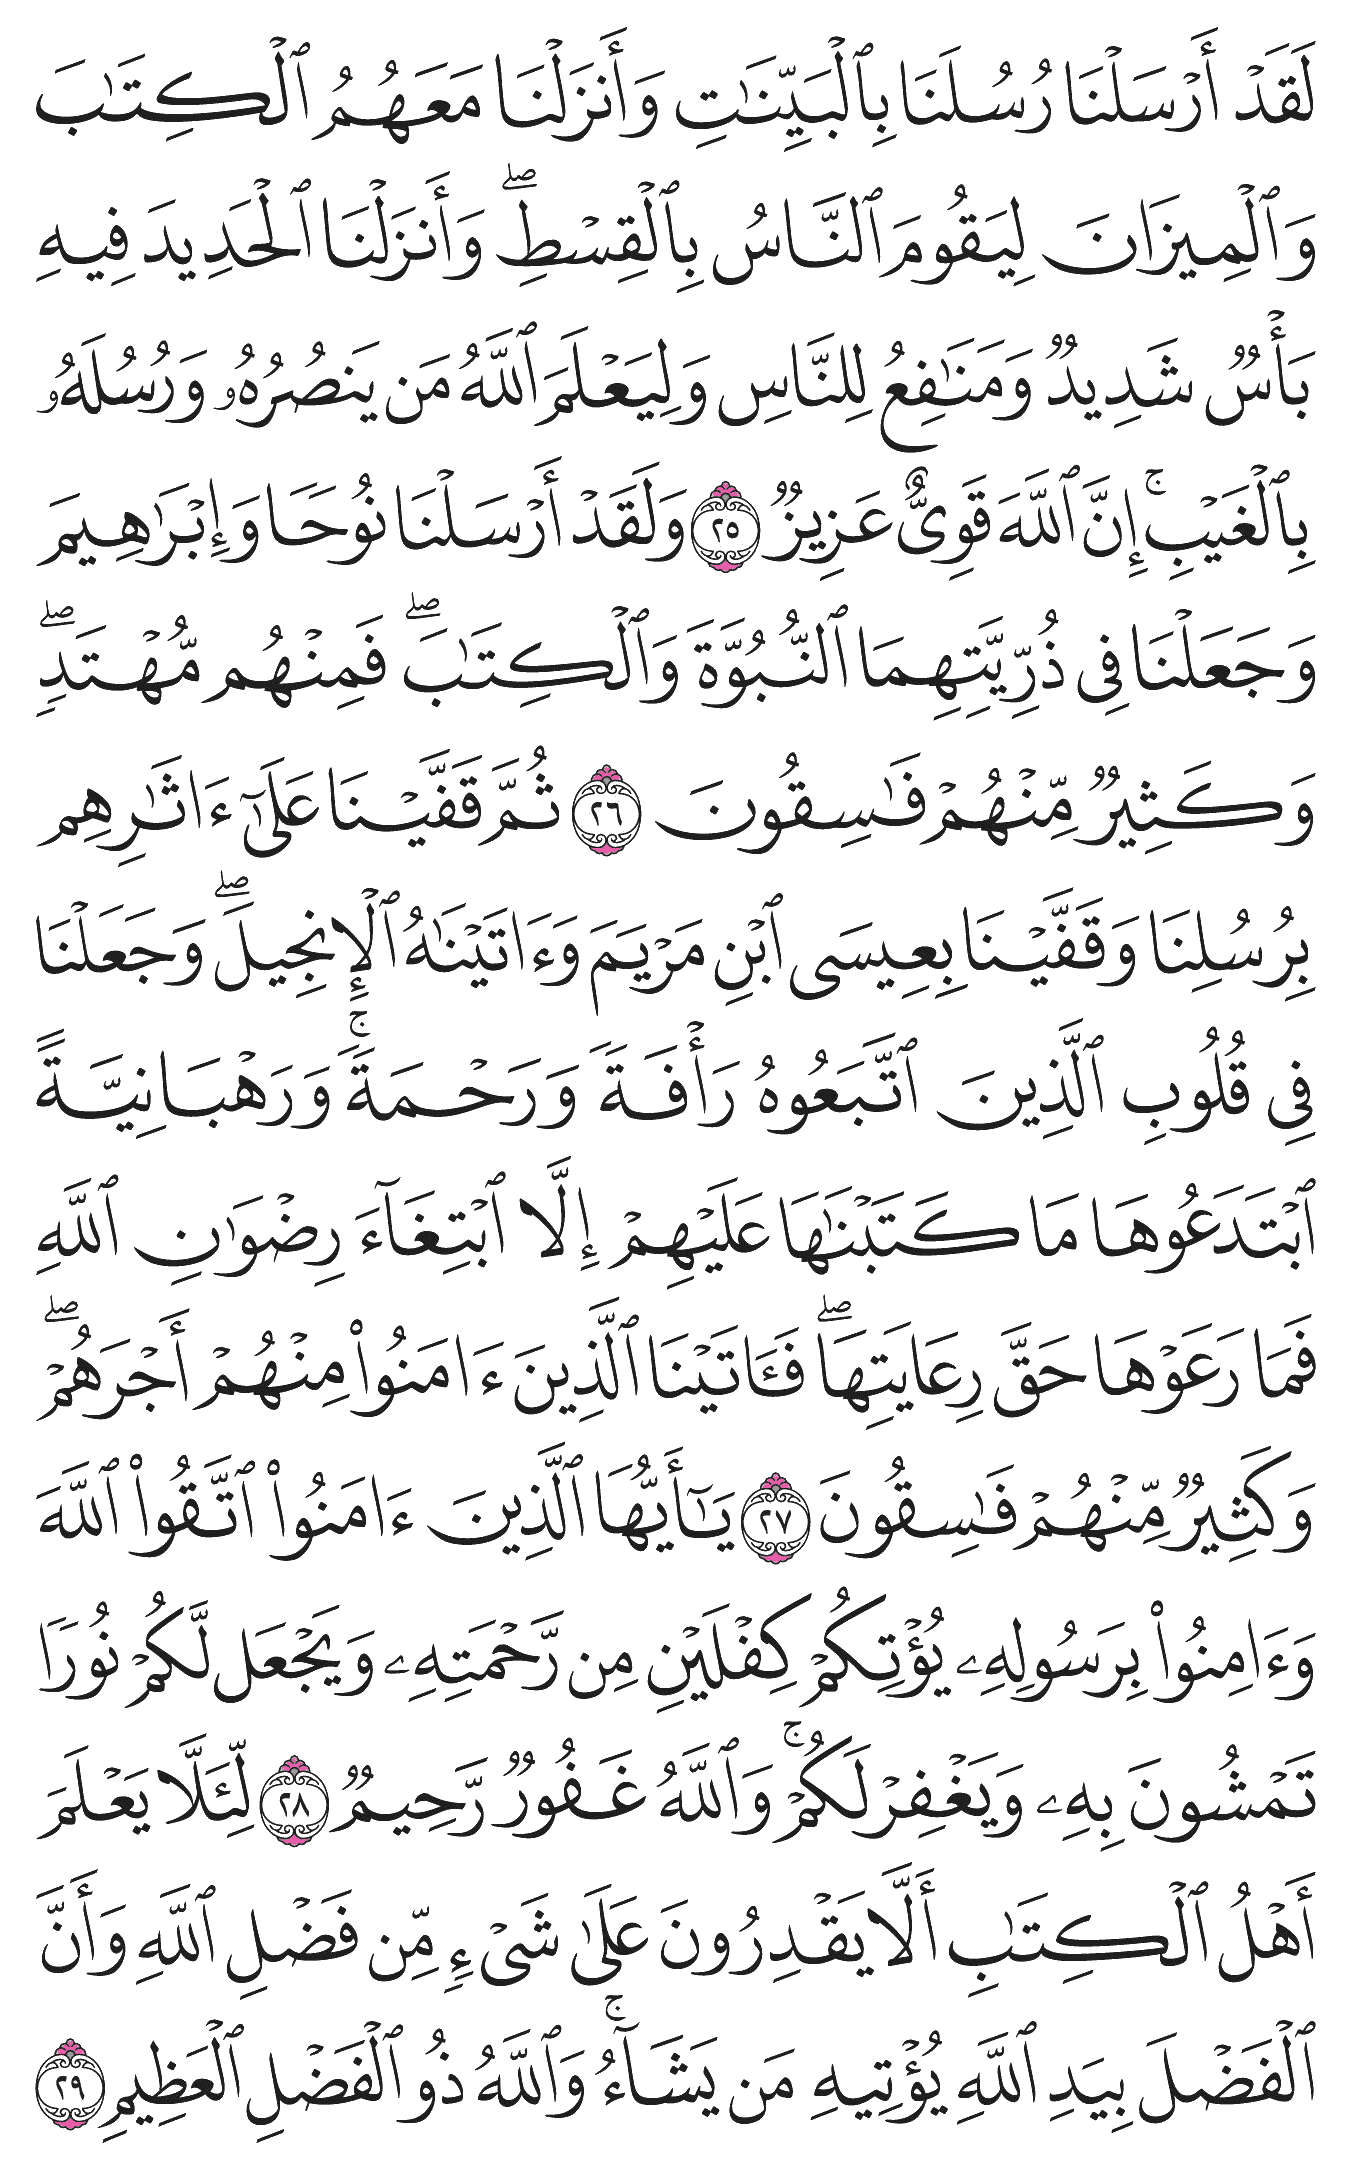 لَقَدْ أَرْسَلْنَا رُسُلَنَا بِٱلْبَيِّنَٰتِ وَأَنزَلْنَا مَعَهُمُ ٱلْكِتَٰبَ
وَٱلْمِيزَانَ لِيَقُومَ ٱلنَّاسُ بِٱلْقِسْطِ ۖ وَأَنزَلْنَا ٱلْحَدِيدَ فِيهِ
بَأْسٌ شَدِيدٌ وَمَنَٰفِعُ لِلنَّاسِ وَلِيَعْلَمَ ٱللَّهُ مَن يَنصُرُهُۥ وَرُسُلَهُۥ
بِٱلْغَيْبِ ۚ إِنَّ ٱللَّهَ قَوِىٌّ عَزِيزٌ ٢٥ وَلَقَدْ أَرْسَلْنَا نُوحًا وَإِبْرَٰهِيمَ
وَجَعَلْنَا فِى ذُرِّيَّتِهِمَا ٱلنُّبُوَّةَ وَٱلْكِتَٰبَ ۖ فَمِنْهُم مُّهْتَدٍ ۖ
وَكَثِيرٌ مِّنْهُمْ فَٰسِقُونَ ٢٦ ثُمَّ قَفَّيْنَا عَلَىٰٓ ءَاثَٰرِهِم
بِرُسُلِنَا وَقَفَّيْنَا بِعِيسَى ٱبْنِ مَرْيَمَ وَءَاتَيْنَٰهُ ٱلْإِنجِيلَ ۖ وَجَعَلْنَا
فِى قُلُوبِ ٱلَّذِينَ ٱتَّبَعُوهُ رَأْفَةً وَرَحْمَةً ۚ وَرَهْبَانِيَّةً
ٱبْتَدَعُوهَا مَا كَتَبْنَٰهَا عَلَيْهِمْ إِلَّا ٱبْتِغَآءَ رِضْوَٰنِ ٱللَّهِ
فَمَا رَعَوْهَا حَقَّ رِعَايَتِهَا ۖ فَـَٔاتَيْنَا ٱلَّذِينَ ءَامَنُوا۟ مِنْهُمْ أَجْرَهُمْ ۖ
وَكَثِيرٌ مِّنْهُمْ فَٰسِقُونَ ٢٧ يَٰٓأَيُّهَا ٱلَّذِينَ ءَامَنُوا۟ ٱتَّقُوا۟ ٱللَّهَ
وَءَامِنُوا۟ بِرَسُولِهِۦ يُؤْتِكُمْ كِفْلَيْنِ مِن رَّحْمَتِهِۦ وَيَجْعَل لَّكُمْ نُورًا
تَمْشُونَ بِهِۦ وَيَغْفِرْ لَكُمْ ۚ وَٱللَّهُ غَفُورٌ رَّحِيمٌ ٢٨ لِّئَلَّا يَعْلَمَ
أَهْلُ ٱلْكِتَٰبِ أَلَّا يَقْدِرُونَ عَلَىٰ شَىْءٍ مِّن فَضْلِ ٱللَّهِ وَأَنَّ
ٱلْفَضْلَ بِيَدِ ٱللَّهِ يُؤْتِيهِ مَن يَشَآءُ ۚ وَٱللَّهُ ذُو ٱلْفَضْلِ ٱلْعَظِيمِ ٢٩